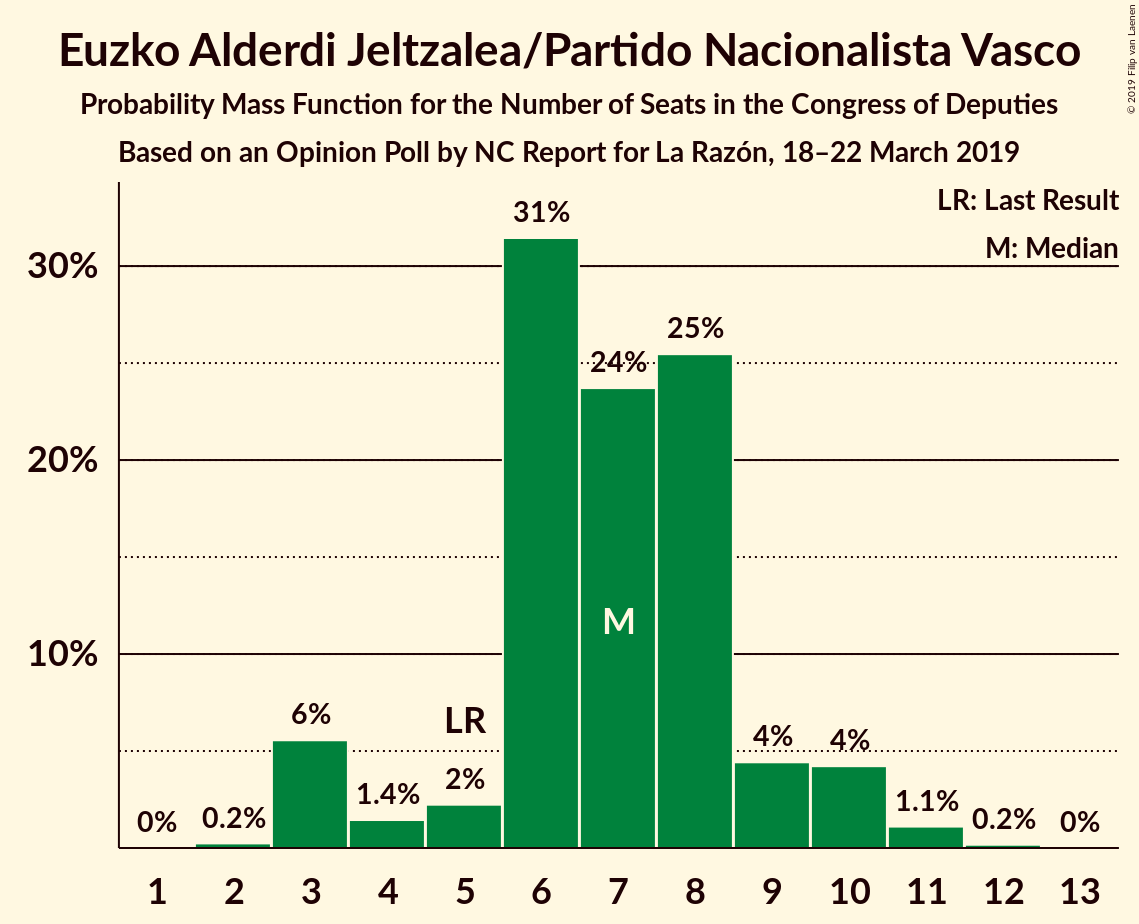 Euzko Alderdi Jeltzalea/Partido Nacionalista Vasco
Probability Mass Function for the Number of Seats in the Congress of Deputies
Based on an Opinion Poll by NC Report for La Razón, 18–22 March 2019
© 2019 Filip van Laenen
LR: Last Result
M: Median
31%
30%
25%
24%
20%
M
10%
6%
LR
4%
4%
2%
1.4%
1.1%
0%
0.2%
0.2%
0%
1 2 3 4 5 6 7 8 9 10 11 12 13